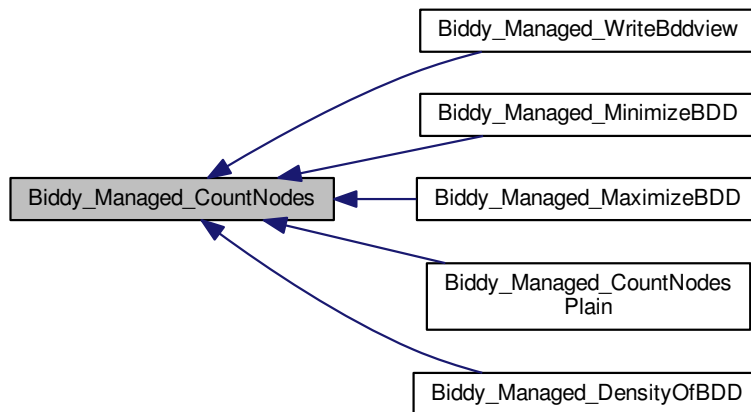 Biddy_Managed_WriteBddview
Biddy_Managed_MinimizeBDD
Biddy_Managed_CountNodes
Biddy_Managed_MaximizeBDD
Biddy_Managed_CountNodes
Plain
Biddy_Managed_DensityOfBDD